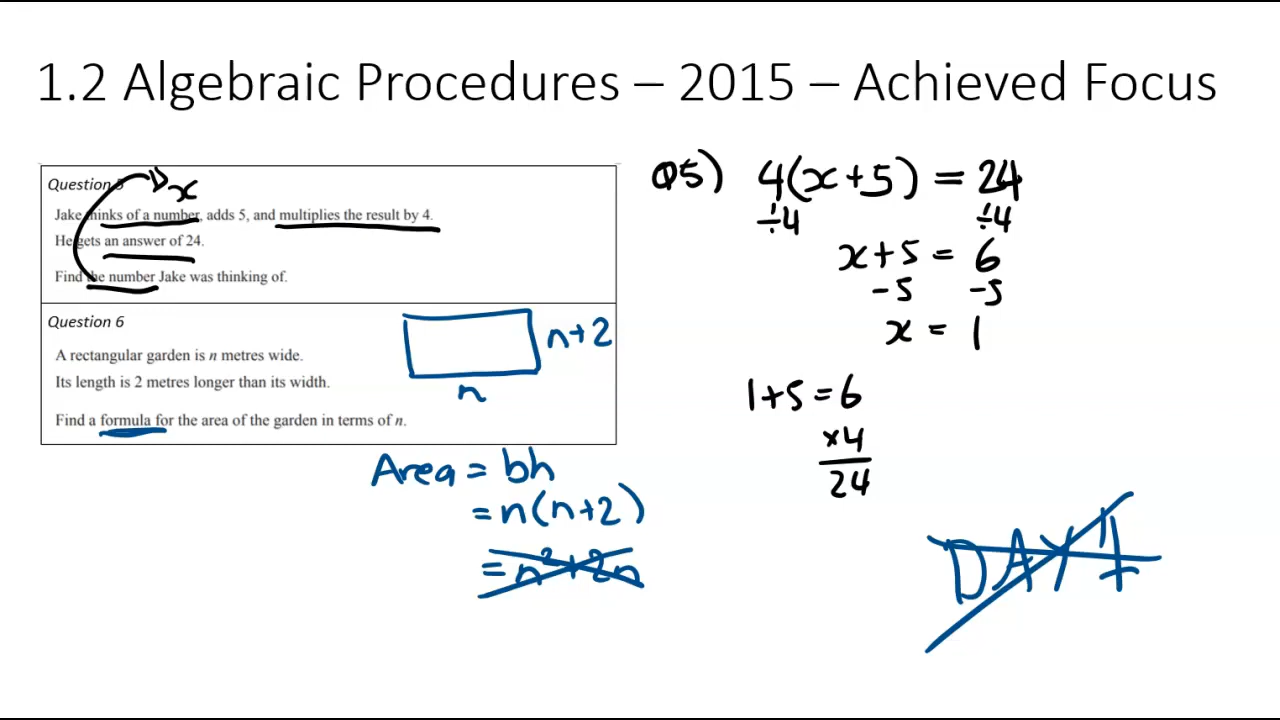 1.2 Algebraic Procedures – 2015 – Achieved Focus
Question 5
x
Jake thinks of a number, adds 5, and multiplies the result by 4.
He gets an answer of 24.
Find the number Jake was thinking of.
Question 6
A rectangular garden is n metres wide.
Its length is 2 metres longer than its width.
Find a formula for the area of the garden in terms of n.
n+2
n
Area = bh
= n(n+2)
= n²+2n
Q5) 4(x+5) = 24
÷4 ÷4
x+5 = 6
-5 -5
x = 1
1+5 = 6
×4
24
DAY 4